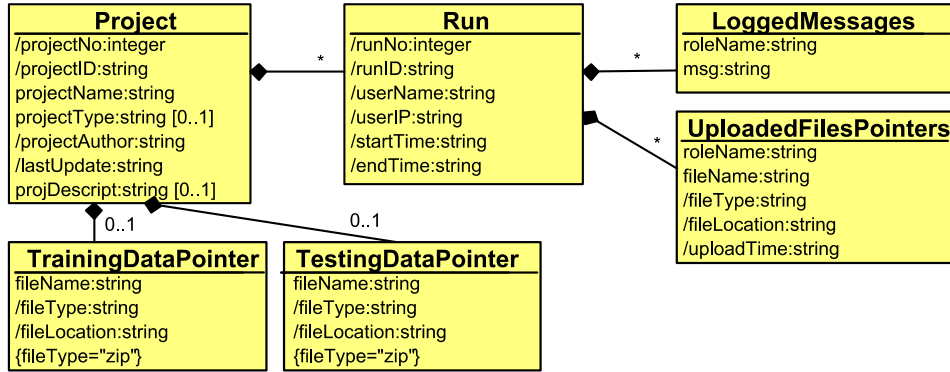 Project
/projectNo:integer
/projectID:string
projectName:string
projectType:string [0..1]
/projectAuthor:string
/lastUpdate:string
projDescript:string [0..1]
*
Run
/runNo:integer
/runID:string
/userName:string
/userIP:string
/startTime:string
/endTime:string
*
*
LoggedMessages
roleName:string
msg:string
UploadedFilesPointers
roleName:string
fileName:string
/fileType:string
/fileLocation:string
/uploadTime:string
0..1
0..1
TrainingDataPointer
fileName:string
/fileType:string
/fileLocation:string
{fileType="zip"}
TestingDataPointer
fileName:string
/fileType:string
/fileLocation:string
{fileType="zip"}